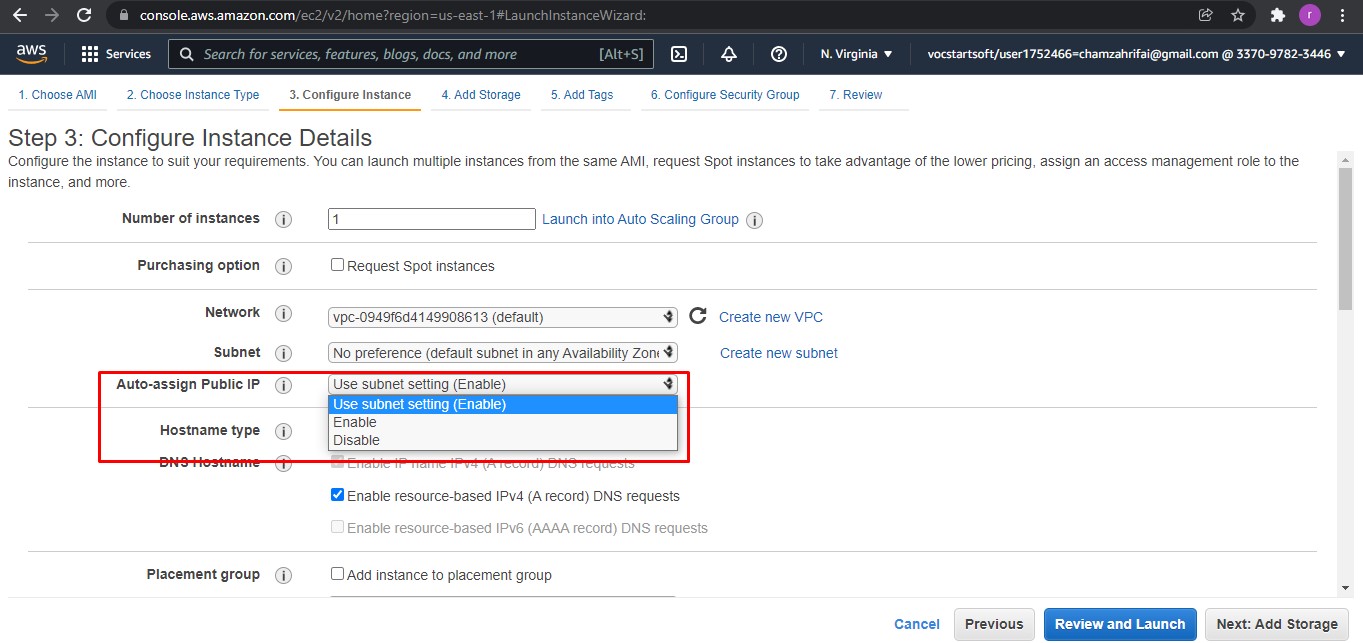 console.aws.amazon.com/ec2/v2/home?region=us-east-1#LaunchInstanceWizard:
r
aws Services Search for services, features, blogs, docs, and more [Alt+S] N. Virginia vocstartsoft/user1752466=chamzahrifai@gmail.com @ 3370-9782-3446
1. Choose AMI 2. Choose Instance Type 3. Configure Instance 4. Add Storage 5. Add Tags 6. Configure Security Group 7. Review
Step 3: Configure Instance Details
Configure the instance to suit your requirements. You can launch multiple instances from the same AMI, request Spot instances to take advantage of the lower pricing, assign an access management role to the
instance, and more.
Number of instances i 1 Launch into Auto Scaling Group i
Purchasing option i Request Spot instances
Network i vpc-0949f6d4149908613 (default) Create new VPC
Subnet i No preference (default subnet in any Availability Zone Create new subnet
Auto-assign Public IP i Use subnet setting (Enable)
Use subnet setting (Enable)
Enable
Hostname type i
Disable
DNS Hostname i Enable IP name IPv4 (A record) DNS requests
Enable resource-based IPv4 (A record) DNS requests
Enable resource-based IPv6 (AAAA record) DNS requests
Placement group i Add instance to placement group
Cancel Previous Review and Launch Next: Add Storage